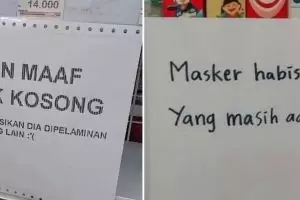 14.000
N MAAF
K KOSONG
SIKAN DIA DIPELAMINAN
G LAIN :'(
Masker habis
Yang masih ad